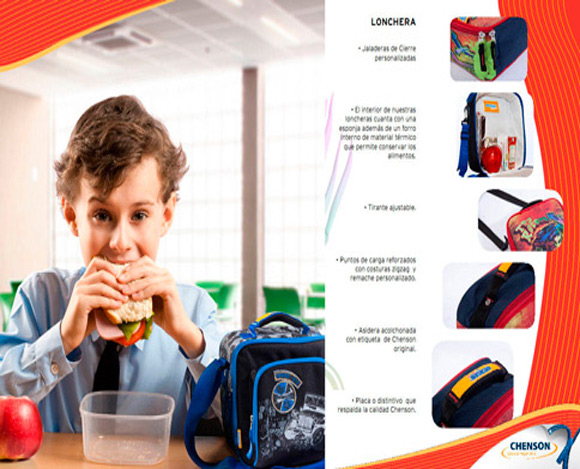 LONCHERA
• Jaladeras de Cierre
personalizadas
• El interior de nuestras
loncheras cuanta con una
esponja además de un forro
interno de material térmico
que permite conservar los
alimentos.
• Tirante ajustable.
• Puntos de carga reforzados
con costuras zigzag y
remache personalizado.
• Asidera acolchonada
con etiqueta de Chenson
original.
• Placa o distintivo que
respalda la calidad Chenson.
CHENSON